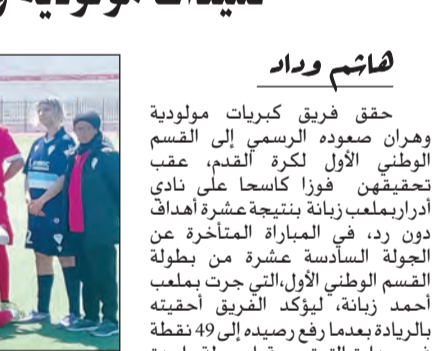 هاشم وداد
حقق فريق كبريات مولودية
وهران صعوده الرسمي إلى القسم
الوطني الأول لكرة القدم، عقب
تحقيقهن فوزا كاسحا على نادي
أدرار بملعب زبانة بنتيجة عشرة أهداف
دون رد، في المباراة المتأخرة عن
الجولة السادسة عشرة من بطولة
القسم الوطني الأول،التي جرت بملعب
أحمد زبانة، ليؤكد الفريق أحقيته
بالريادة بعدما رفع رصيده إلى 49 نقطة